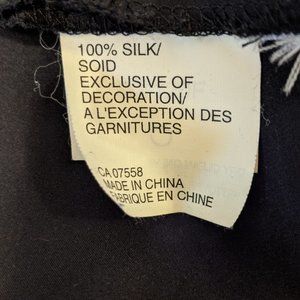 100% SILK/
SOID
EXCLUSIVE OF
DECORATION/
A L'EXCEPTION DES
GARNITURES
CA 07558
MADE IN CHINA
FABRIQUE EN CHINE